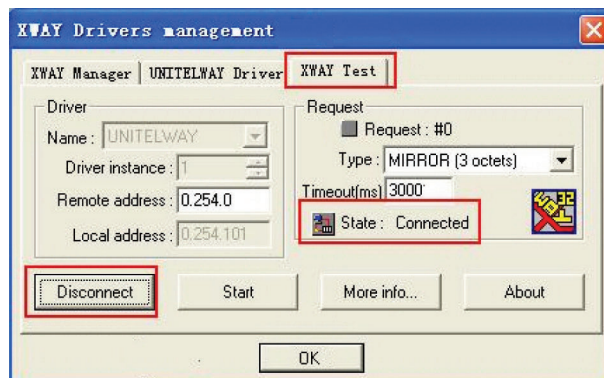 XWAY Drivers management
XWAY Manager UNITELWAY Driver XWAY Test
Driver
Name : UNITELWAY
Driver instance : 1
Remote address : 0.254.0
Local address : 0.254.101
Request
Request : #0
Type : MIRROR (3 octets)
Timeout(ms) 3000
State : Connected
Disconnect Start More info... About
OK